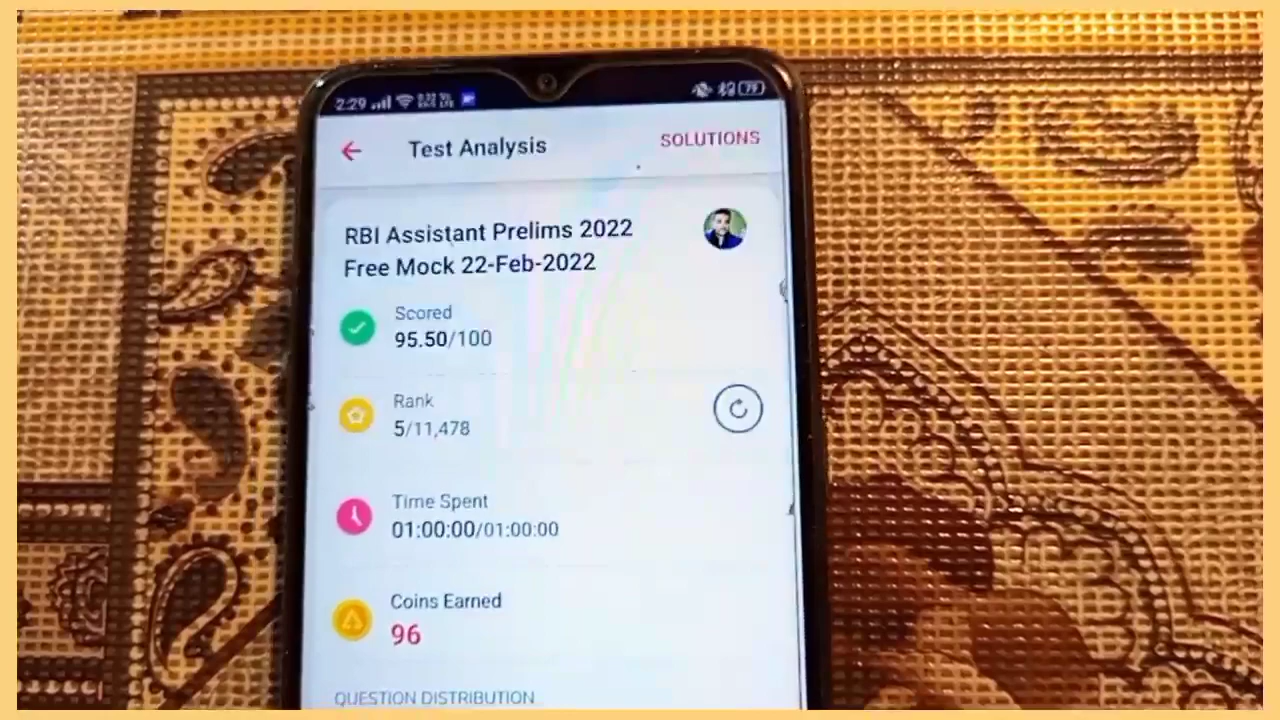 2:29
79
Test Analysis
SOLUTIONS
RBI Assistant Prelims 2022
Free Mock 22-Feb-2022
Scored
95.50/100
Rank
5/11,478
Time Spent
01:00:00/01:00:00
Coins Earned
96
QUESTION DISTRIBUTION